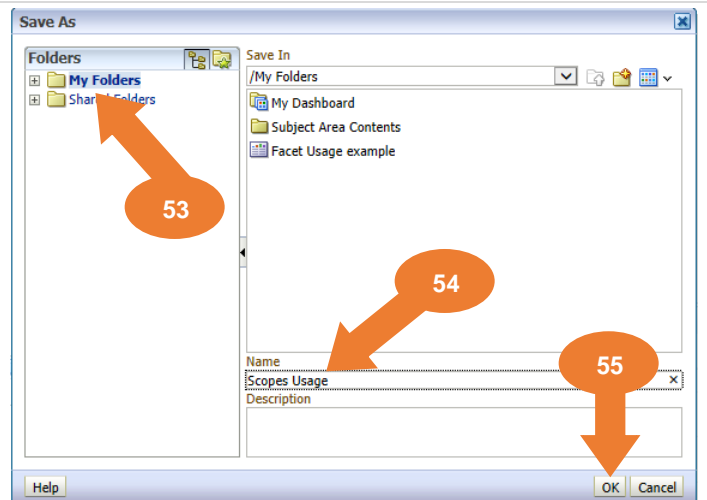 Save As
Folders
My Folders
Shared Folders
Save In
/My Folders
My Dashboard
Subject Area Contents
Facet Usage example
53
54
55
Name
Scopes Usage
Description
Help
OK
Cancel